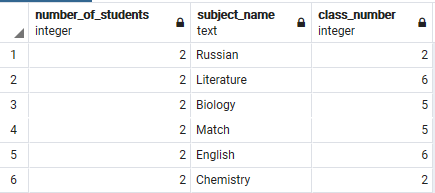 number_of_students subject_name class_number
integer text integer
1 2 Russian 2
2 2 Literature 6
3 2 Biology 5
4 2 Match 5
5 2 English 6
6 2 Chemistry 2